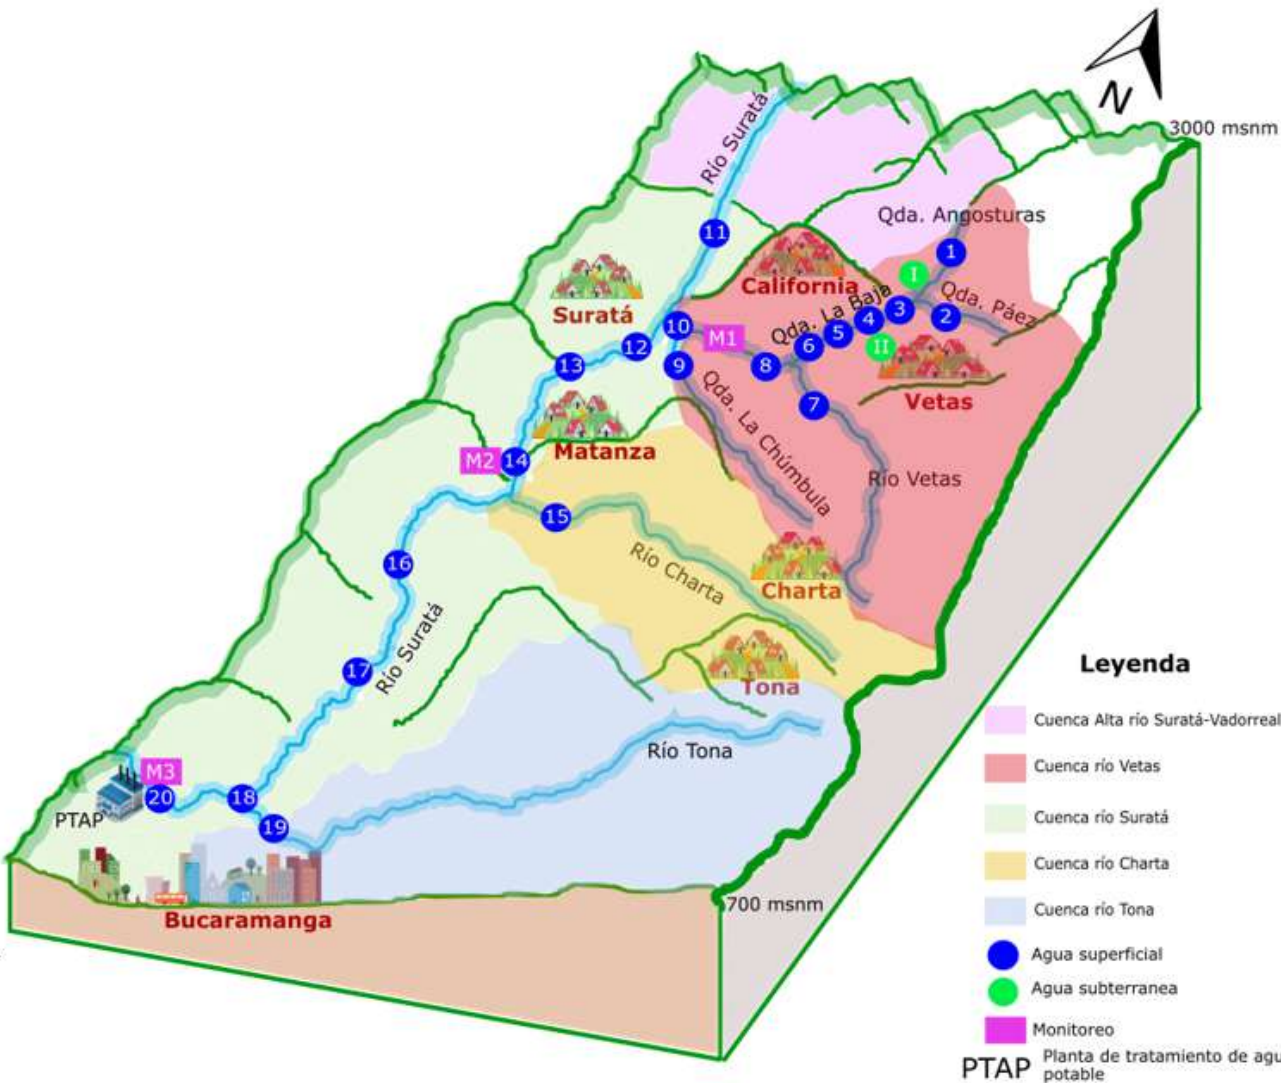 N
3000 msnm
Río Suratá
Qda. Angosturas
11
1
I
California
Qda. La Baja
Qda. Páez
Suratá
10
M1
3
2
4
5
6
II
12
13
9
8
7
Vetas
Qda. La Chúmbula
Matanza
M2
14
Río Vetas
15
Río Charta
Charta
16
Río Suratá
17
Tona
Río Tona
M3
20
18
19
PTAP
Bucaramanga
700 msnm
Leyenda
Cuenca Alta río Suratá-Vadorreal
Cuenca río Vetas
Cuenca río Suratá
Cuenca río Charta
Cuenca río Tona
Agua superficial
Agua subterranea
Monitoreo
PTAP Planta de tratamiento de agu
potable